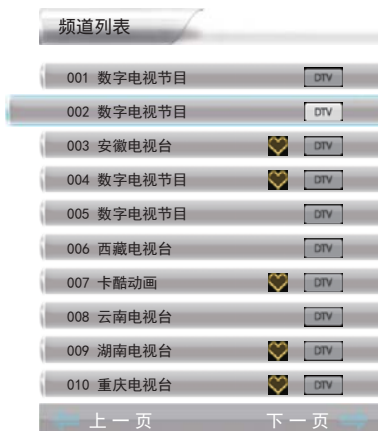 频道列表
001 数字电视节目 DTV
002 数字电视节目 DTV
003 安徽电视台 DTV
004 数字电视节目 DTV
005 数字电视节目 DTV
006 西藏电视台 DTV
007 卡酷动画 DTV
008 云南电视台 DTV
009 湖南电视台 DTV
010 重庆电视台 DTV
上一页 下一页